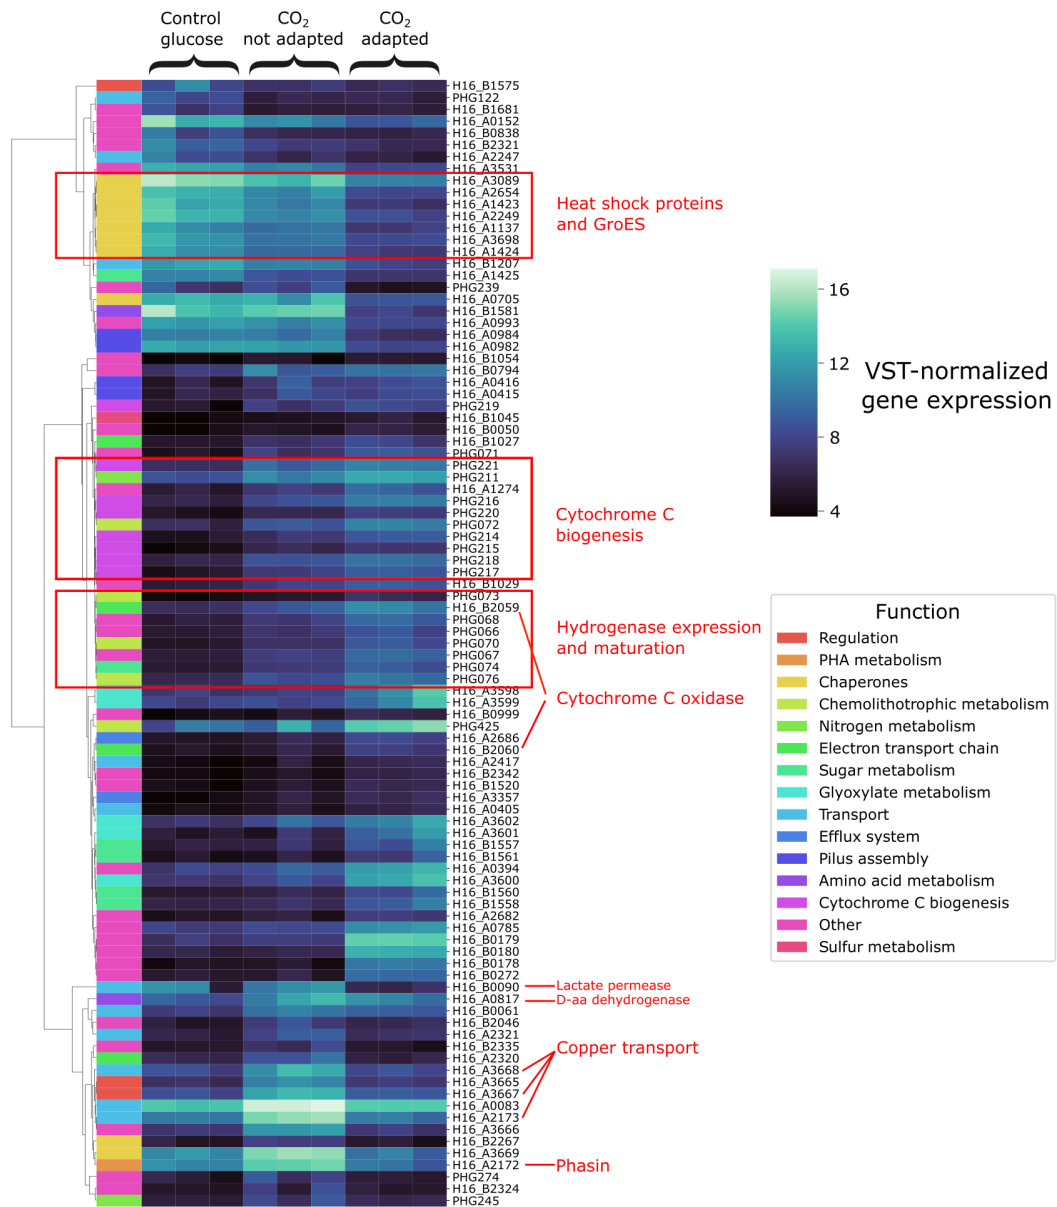 Control
glucose
CO2
not adapted
CO2
adapted
H16_B1575
PHG122
H16_B1681
H16_A0152
H16_B0838
H16_B2321
H16_A2247
H16_A3531
H16_A3089
H16_A2654
H16_A1423
H16_A2249
H16_A1137
H16_A3698
H16_A1424
H16_B1207
H16_A1425
PHG239
H16_A0705
H16_B1581
H16_A0993
H16_A0984
H16_A0982
H16_B1054
H16_B0794
H16_A0416
H16_A0415
PHG219
H16_B1045
H16_B0050
H16_B1027
PHG071
PHG221
PHG211
H16_A1274
PHG216
PHG220
PHG072
PHG214
PHG215
PHG218
PHG217
H16_B1029
PHG073
H16_B2059
PHG068
PHG066
PHG070
PHG067
PHG074
PHG076
H16_A3598
H16_A3599
H16_B0999
PHG425
H16_A2686
H16_B2060
H16_A2417
H16_B2342
H16_B1520
H16_A3357
H16_A0405
H16_A3602
H16_A3601
H16_B1557
H16_B1561
H16_A0394
H16_A3600
H16_B1560
H16_B1558
H16_A2682
H16_A0785
H16_B0179
H16_B0180
H16_B0178
H16_B0272
H16_B0090
H16_A0817
H16_B0061
H16_B2046
H16_A2321
H16_B2335
H16_A2320
H16_A3668
H16_A3665
H16_A3667
H16_A0083
H16_A2173
H16_A3666
H16_B2267
H16_A3669
H16_A2172
PHG274
H16_B2324
PHG245
Heat shock proteins
and GroES
Cytochrome C
biogenesis
Hydrogenase expression
and maturation
Cytochrome C oxidase
Lactate permease
D-aa dehydrogenase
Copper transport
Phasin
16
12
8
4
VST-normalized
gene expression
Function
Regulation
PHA metabolism
Chaperones
Chemolithotrophic metabolism
Nitrogen metabolism
Electron transport chain
Sugar metabolism
Glyoxylate metabolism
Transport
Efflux system
Pilus assembly
Amino acid metabolism
Cytochrome C biogenesis
Other
Sulfur metabolism